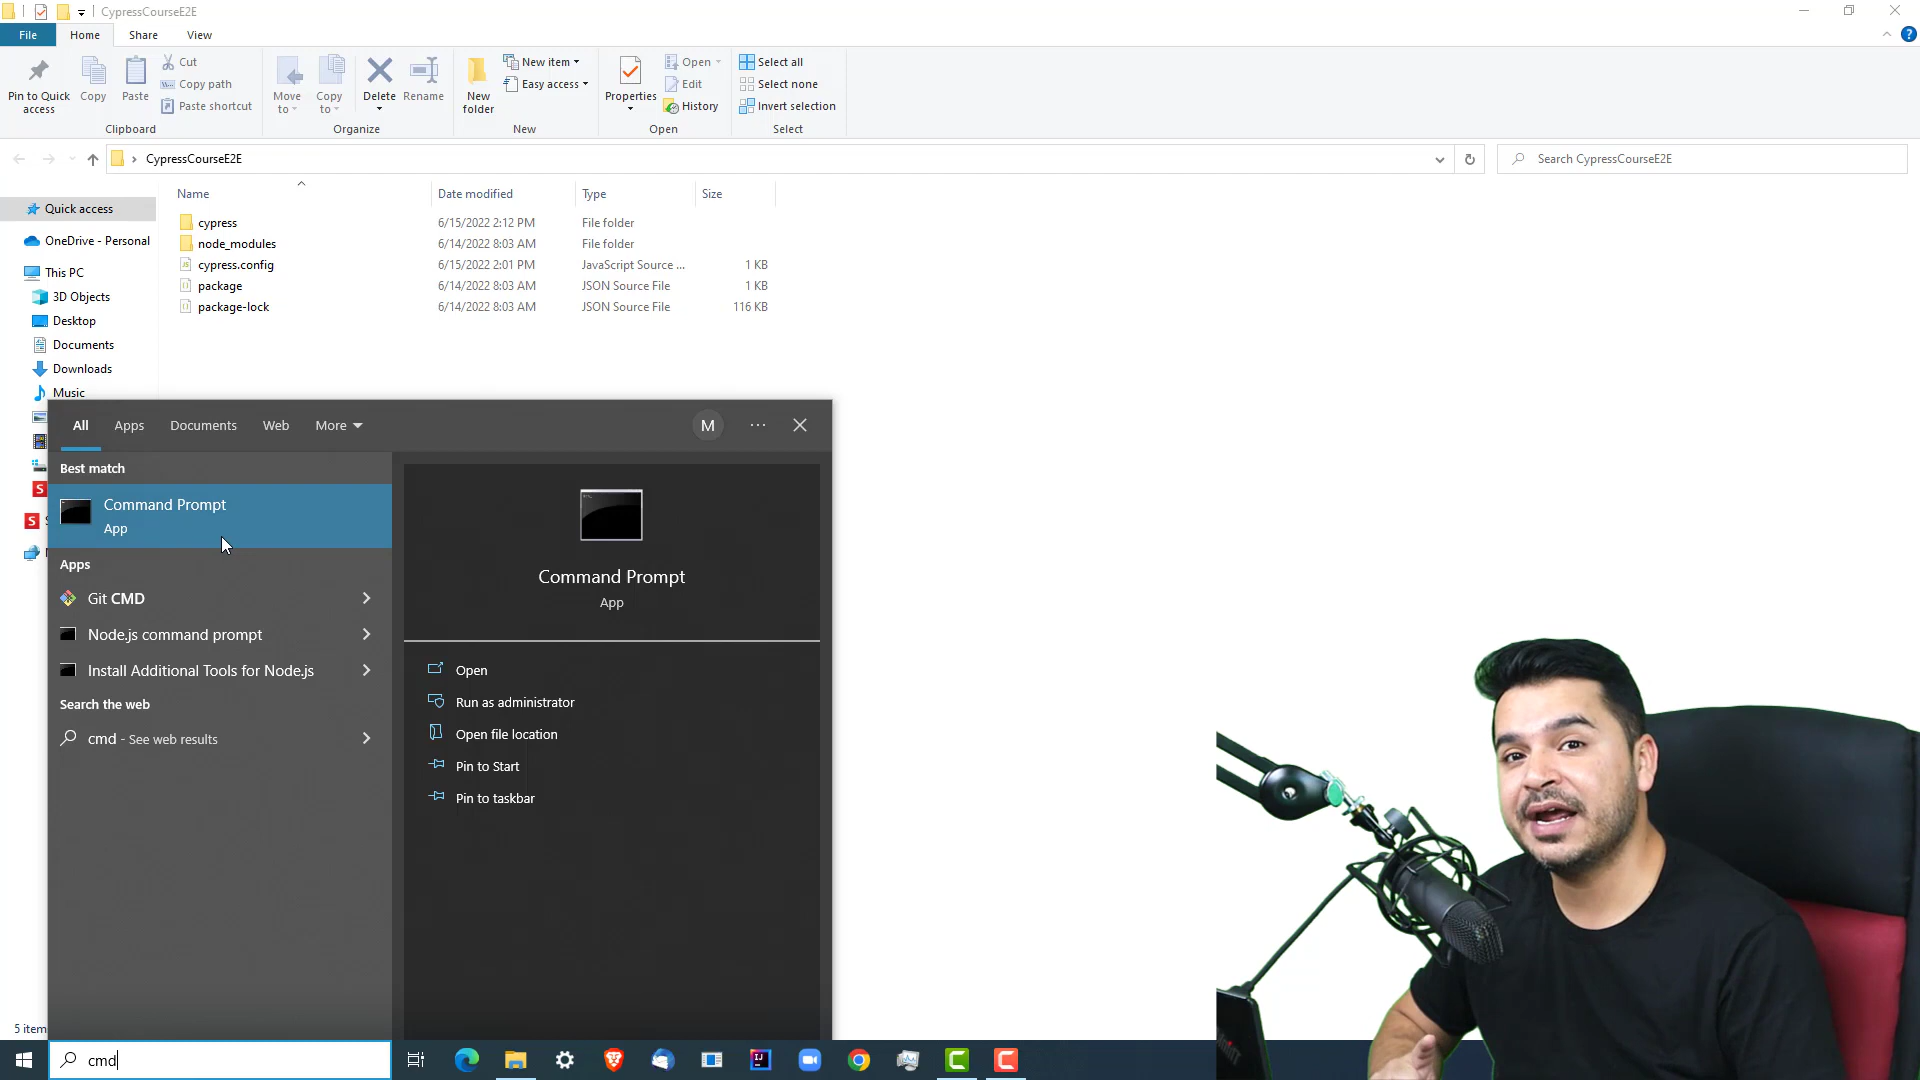 CypressCourseE2E
File
Home
Share
View
Pin to Quick access
Copy
Paste
Cut
Copy path
Paste shortcut
Clipboard
Move to
Copy to
Delete
Rename
Organize
New folder
New item
Easy access
New
Properties
Open
Edit
History
Open
Select all
Select none
Invert selection
Select
CypressCourseE2E
Search CypressCourseE2E
Name
Date modified
Type
Size
Quick access
OneDrive - Personal
This PC
3D Objects
Desktop
Documents
Downloads
Music
cypress 6/15/2022 2:12 PM File folder
node_modules 6/14/2022 8:03 AM File folder
cypress.config 6/15/2022 2:01 PM JavaScript Source ... 1 KB
package 6/14/2022 8:03 AM JSON Source File 1 KB
package-lock 6/14/2022 8:03 AM JSON Source File 116 KB
All
Apps
Documents
Web
More
M
Best match
Command Prompt
App
Apps
Git CMD
Node.js command prompt
Install Additional Tools for Node.js
Search the web
cmd - See web results
Command Prompt
App
Open
Run as administrator
Open file location
Pin to Start
Pin to taskbar
5 item
cmd